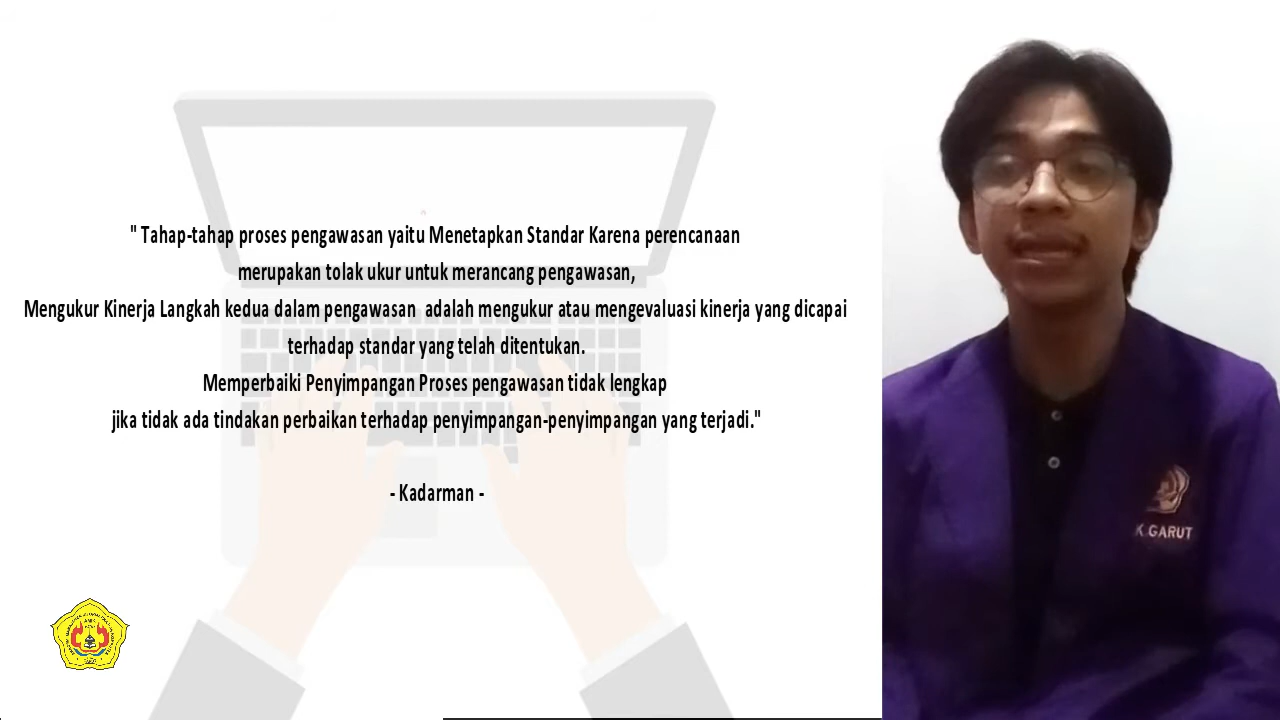 " Tahap-tahap proses pengawasan yaitu Menetapkan Standar Karena perencanaan
merupakan tolak ukur untuk merancang pengawasan,
Mengukur Kinerja Langkah kedua dalam pengawasan  adalah mengukur atau mengevaluasi kinerja yang dicapai
terhadap standar yang telah ditentukan.
Memperbaiki Penyimpangan Proses pengawasan tidak lengkap
jika tidak ada tindakan perbaikan terhadap penyimpangan-penyimpangan yang terjadi."
- Kadarman -
K.GARUT